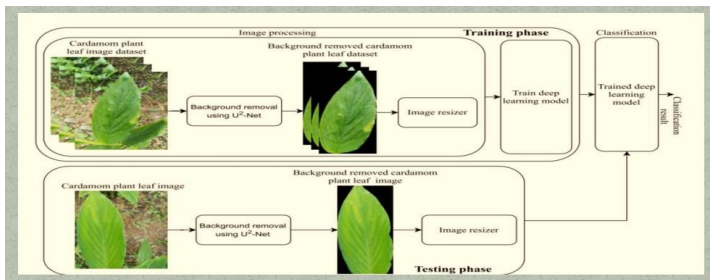 Image processing
Training phase
Classification
Cardamom plant
leaf image dataset
Background removed cardamom
plant leaf dataset
Background removal
using U²-Net
Image resizer
Train deep
learning model
Trained deep
learning
model
Classification
result
Cardamom plant leaf image
Background removed cardamom
plant leaf image
Background removal
using U²-Net
Image resizer
Testing phase